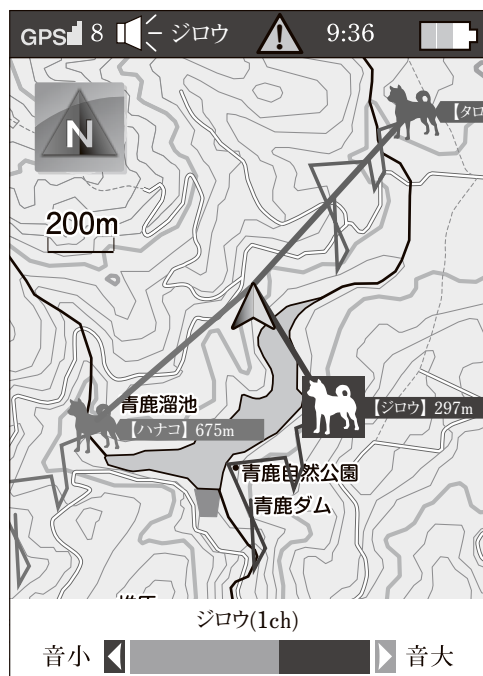 GPS 8 ジロウ 9:36
N
【タロ
200m
青鹿溜池
【ジロウ】 297m
【ハナコ】 675m
青鹿自然公園
青鹿ダム
ジロウ(1ch)
音小 音大